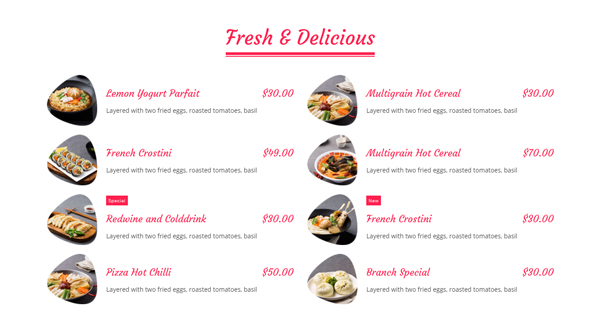 Fresh & Delicious
Lemon Yogurt Parfait $30.00
Layered with two fried eggs, roasted tomatoes, basil
French Crostini $49.00
Layered with two fried eggs, roasted tomatoes, basil
Special
Redwine and Colddrink $30.00
Layered with two fried eggs, roasted tomatoes, basil
Pizza Hot Chilli $50.00
Layered with two fried eggs, roasted tomatoes, basil
Multigrain Hot Cereal $30.00
Layered with two fried eggs, roasted tomatoes, basil
Multigrain Hot Cereal $70.00
Layered with two fried eggs, roasted tomatoes, basil
New
French Crostini $30.00
Layered with two fried eggs, roasted tomatoes, basil
Branch Special $30.00
Layered with two fried eggs, roasted tomatoes, basil